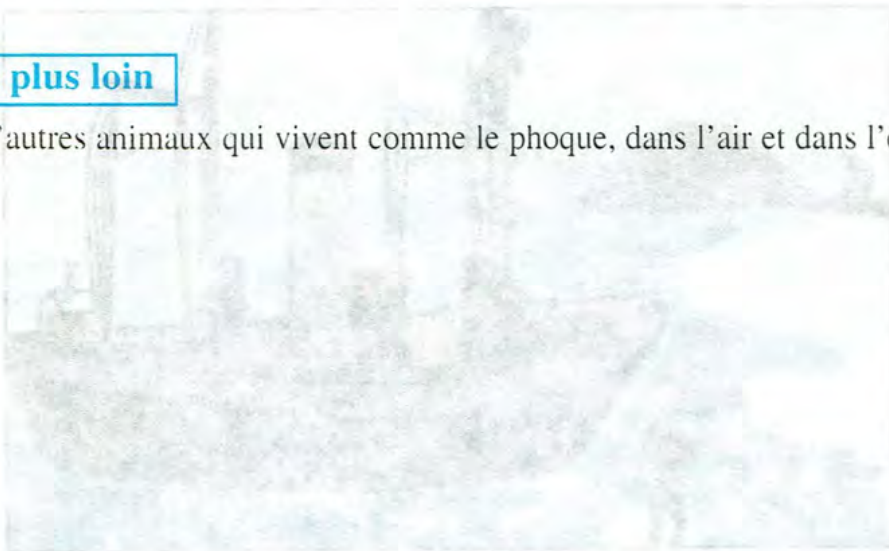 plus loin
'autres animaux qui vivent comme le phoque, dans l'air et dans l'